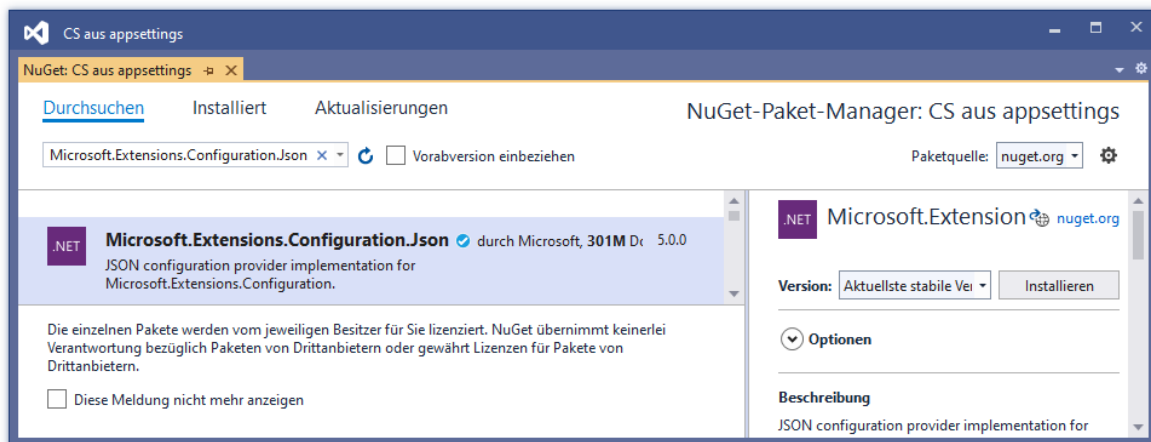 CS aus appsettings
NuGet: CS aus appsettings
Durchsuchen Installiert Aktualisierungen
NuGet-Paket-Manager: CS aus appsettings
Microsoft.Extensions.Configuration.Json
Vorabversion einbeziehen
Paketquelle: nuget.org
.NET
Microsoft.Extensions.Configuration.Json durch Microsoft, 301M Do 5.0.0
JSON configuration provider implementation for
Microsoft.Extensions.Configuration.
Die einzelnen Pakete werden vom jeweiligen Besitzer für Sie lizenziert. NuGet übernimmt keinerlei
Verantwortung bezüglich Paketen von Drittanbietern oder gewährt Lizenzen für Pakete von
Drittanbietern.
Diese Meldung nicht mehr anzeigen
.NET
Microsoft.Extension nuget.org
Version: Aktuellste stabile Ver Installieren
Optionen
Beschreibung
JSON configuration provider implementation for